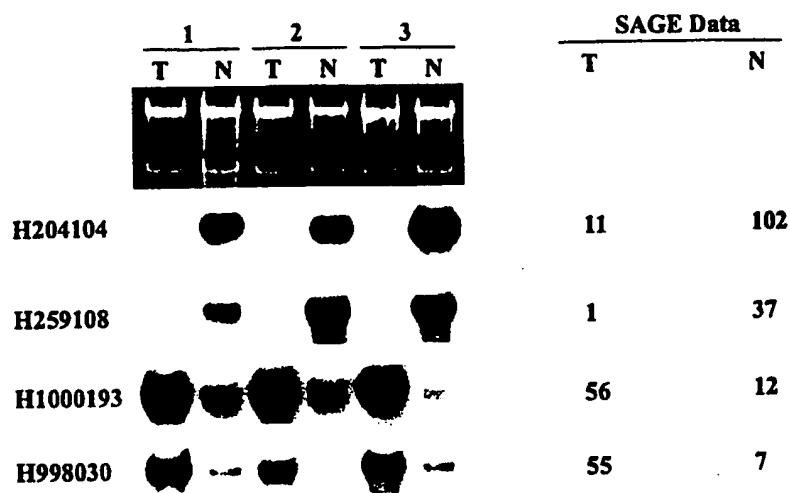 1 2 3 SAGE Data
T N T N T N T N
H204104 11 102
H259108 1 37
H1000193 56 12
H998030 55 7